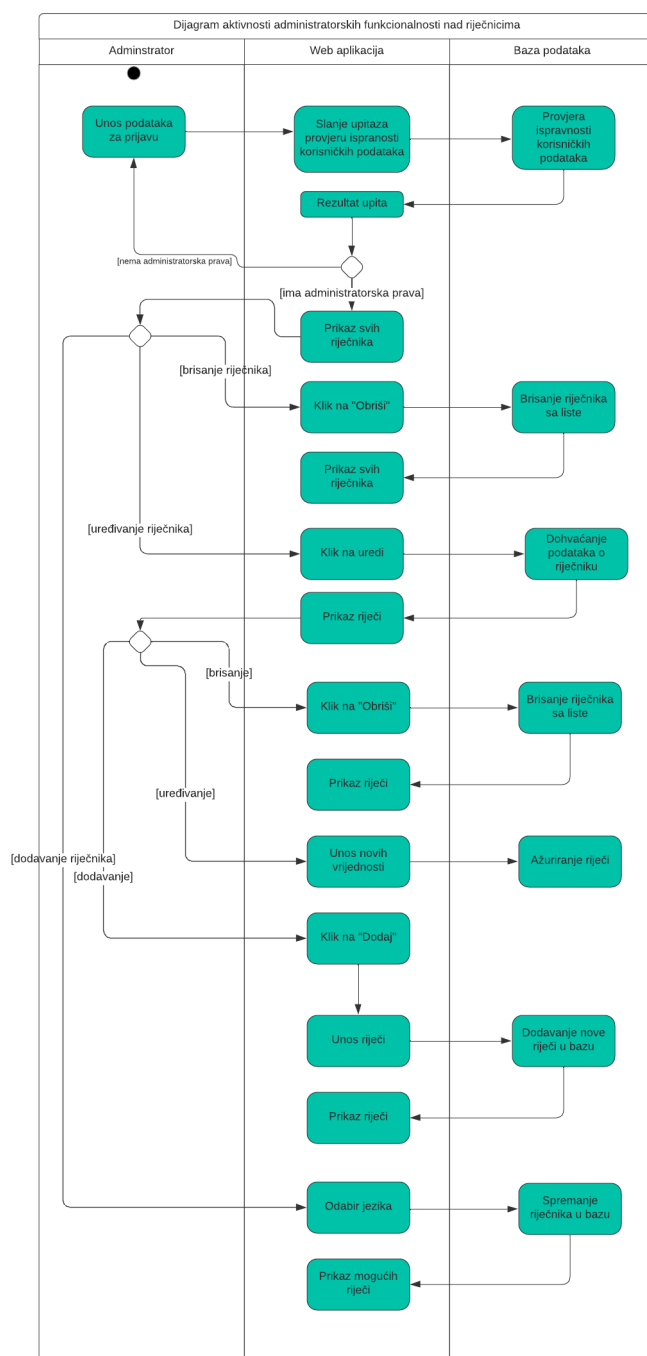 Dijagram aktivnosti administratorskih funkcionalnosti nad riječnicima
Adminstrator
Web aplikacija
Baza podataka
Unos podataka
za prijavu
Slanje upitaza
provjeru ispranosti
korisničkih podataka
Provjera
ispravnosti
korisničkih
podataka
Rezultat upita
[nema administratorska prava]
[ima administratorska prava]
Prikaz svih
riječnika
[brisanje riječnika]
Klik na "Obriši"
Brisanje riječnika
sa liste
Prikaz svih
riječnika
[uređivanje riječnika]
Klik na uredi
Dohvaćanje
podataka o
riječniku
Prikaz riječi
[brisanje]
Klik na "Obriši"
Brisanje riječnika
sa liste
Prikaz riječi
[uređivanje]
Unos novih
vrijednosti
Ažuriranje riječi
[dodavanje riječnika]
[dodavanje]
Klik na "Dodaj"
Unos riječi
Dodavanje nove
riječi u bazu
Prikaz riječi
Odabir jezika
Spremanje
riječnika u bazu
Prikaz mogućih
riječi